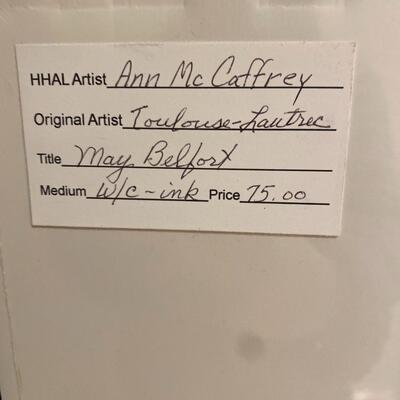 HHAL Artist Ann McCaffrey
Original Artist Toulouse-Lautrec
Title May Belfort
Medium W/C-ink Price 75.00